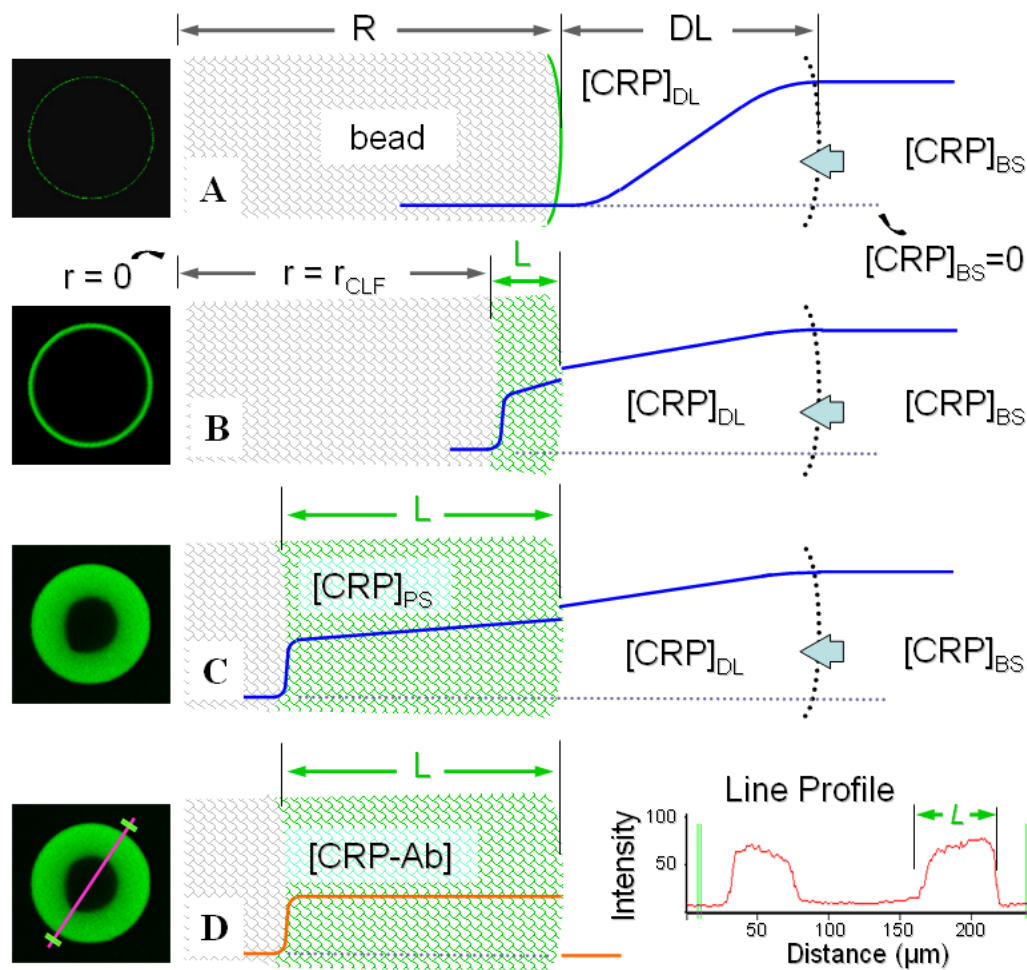 R
DL
[CRP]DL
bead
[CRP]BS
A
[CRP]BS=0
r = 0
r = rCLF
L
B
[CRP]DL
[CRP]BS
L
[CRP]PS
C
[CRP]DL
[CRP]BS
L
[CRP-Ab]
D
Line Profile
L
Intensity
100
50
50
100
150
200
Distance (µm)